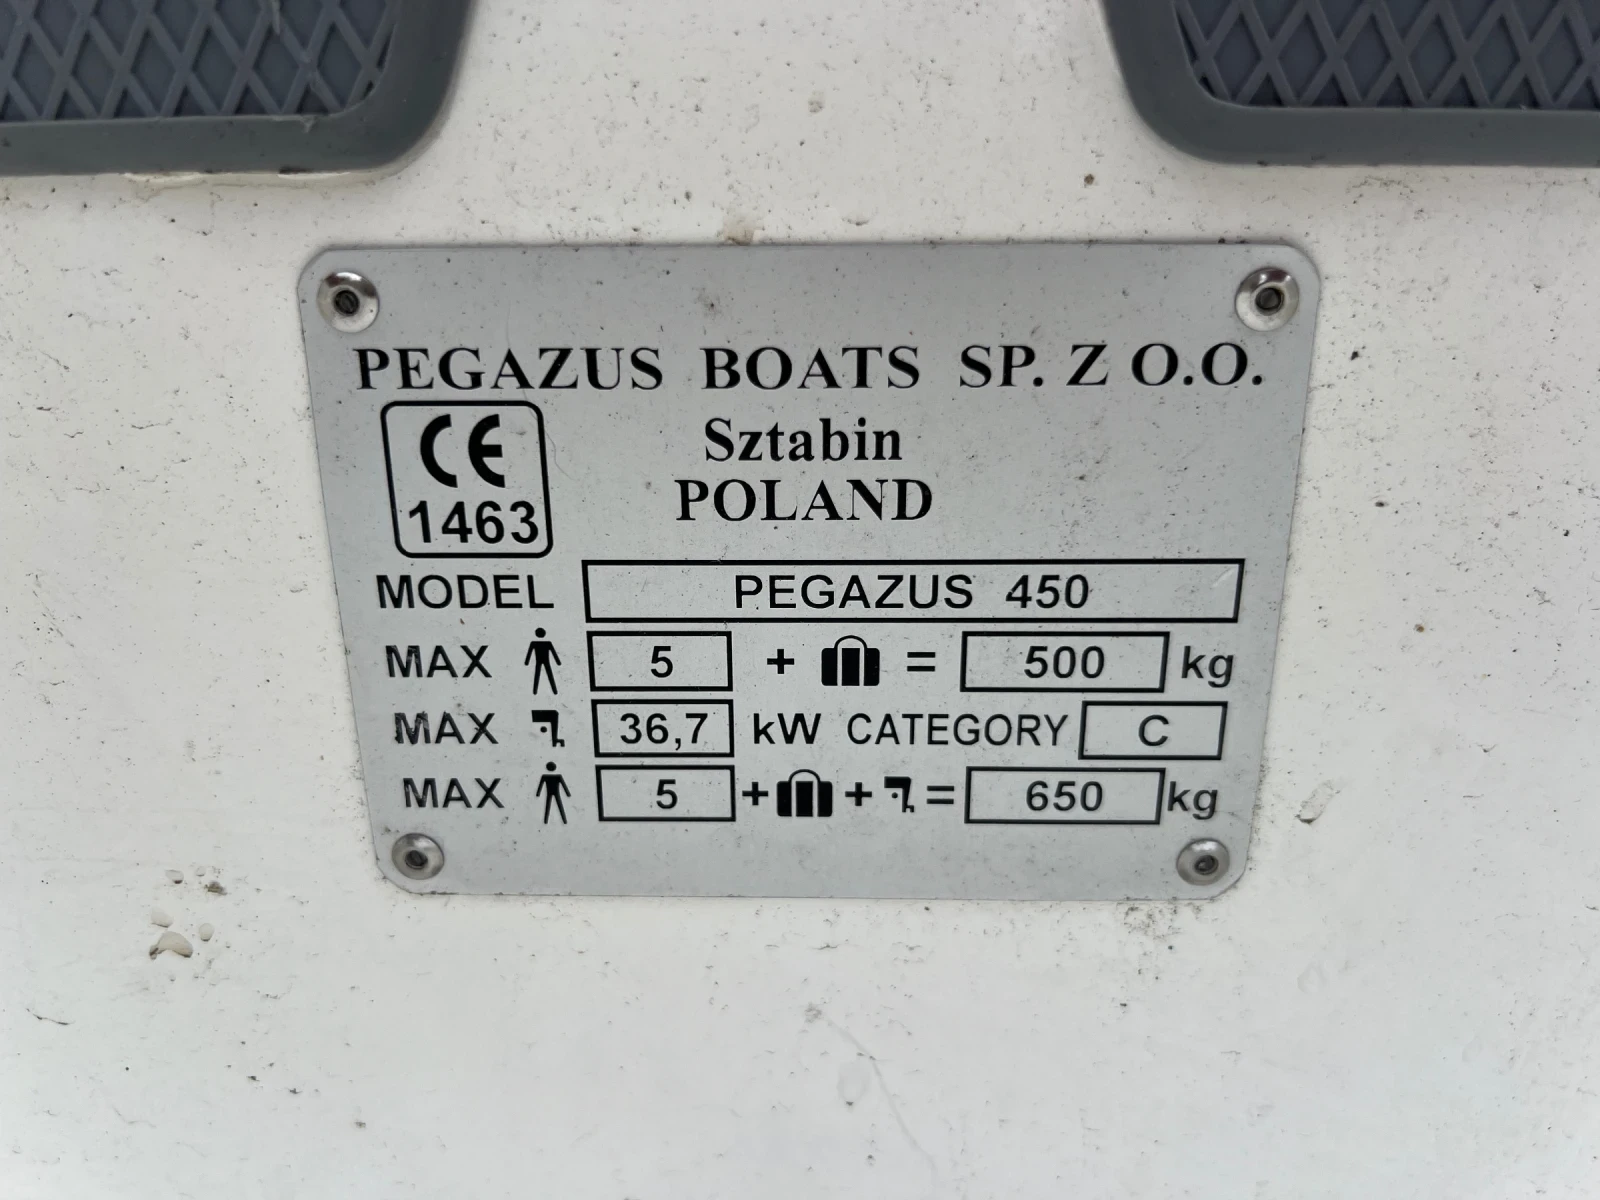 PEGAZUS BOATS SP. Z O.O.
CE
1463
Sztabin
POLAND
MODEL PEGAZUS 450
MAX 5 + = 500 kg
MAX 36,7 kW CATEGORY C
MAX 5 + + = 650 kg